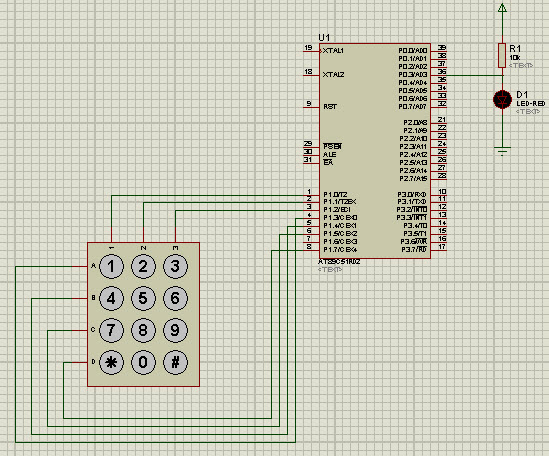 U1
19 XTAL1 P0.0/AD0 39
P0.1/AD1 38
P0.2/AD2 37
18 XTAL2 P0.3/AD3 36
P0.4/AD4 35
P0.5/AD5 34
P0.6/AD6 33
9 RST P0.7/AD7 32
P2.0/A8 21
P2.1/A9 22
P2.2/A10 23
29 PSEN P2.3/A11 24
30 ALE P2.4/A12 25
31 EA P2.5/A13 26
P2.6/A14 27
P2.7/A15 28
1 P1.0/T2 P3.0/RXD 10
2 P1.1/T2EX P3.1/TXD 11
3 P1.2/ECI P3.2/INT0 12
4 P1.3/CEX0 P3.3/INT1 13
5 P1.4/CEX1 P3.4/T0 14
6 P1.5/CEX2 P3.5/T1 15
7 P1.6/CEX3 P3.6/WR 16
8 P1.7/CEX4 P3.7/RD 17
AT89C51RD2
<TEXT>
R1
10k
<TEXT>
D1
LED-RED
<TEXT>
1 2 3
A 1 2 3
B 4 5 6
C 7 8 9
D * 0 #